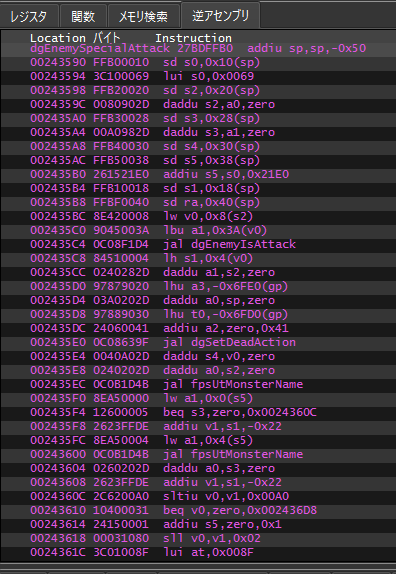 レジスタ 関数 メモリ検索 逆アセンブリ
Location バイト Instruction
dgEnemySpecialAttack 27BDFFB0 addiu sp,sp,-0x50
00243590 FFB00010 sd s0,0x10(sp)
00243594 3C100069 lui s0,0x0069
00243598 FFB20020 sd s2,0x20(sp)
0024359C 0080902D daddu s2,a0,zero
002435A0 FFB30028 sd s3,0x28(sp)
002435A4 00A0982D daddu s3,a1,zero
002435A8 FFB40030 sd s4,0x30(sp)
002435AC FFB50038 sd s5,0x38(sp)
002435B0 261521E0 addiu s5,s0,0x21E0
002435B4 FFB10018 sd s1,0x18(sp)
002435B8 FFBF0040 sd ra,0x40(sp)
002435BC 8E420008 lw v0,0x8(s2)
002435C0 9045003A lbu a1,0x3A(v0)
002435C4 0C08F1D4 jal dgEnemyIsAttack
002435C8 84510004 lh s1,0x4(v0)
002435CC 0240282D daddu a1,s2,zero
002435D0 97879020 lhu a3,-0x6FE0(gp)
002435D4 03A0202D daddu a0,sp,zero
002435D8 97889030 lhu t0,-0x6FD0(gp)
002435DC 24060041 addiu a2,zero,0x41
002435E0 0C08639F jal dgSetDeadAction
002435E4 0040A02D daddu s4,v0,zero
002435E8 0240202D daddu a0,s2,zero
002435EC 0C0B1D4B jal fpsUtMonsterName
002435F0 8EA50000 lw a1,0x0(s5)
002435F4 12600005 beq s3,zero,0x0024360C
002435F8 2623FFDE addiu v1,s1,-0x22
002435FC 8EA50004 lw a1,0x4(s5)
00243600 0C0B1D4B jal fpsUtMonsterName
00243604 0260202D daddu a0,s3,zero
00243608 2623FFDE addiu v1,s1,-0x22
0024360C 2C6200A0 sltiu v0,v1,0x00A0
00243610 10400031 beq v0,zero,0x002436D8
00243614 24150001 addiu s5,zero,0x1
00243618 00031080 sll v0,v1,0x02
0024361C 3C01008F lui at,0x008F